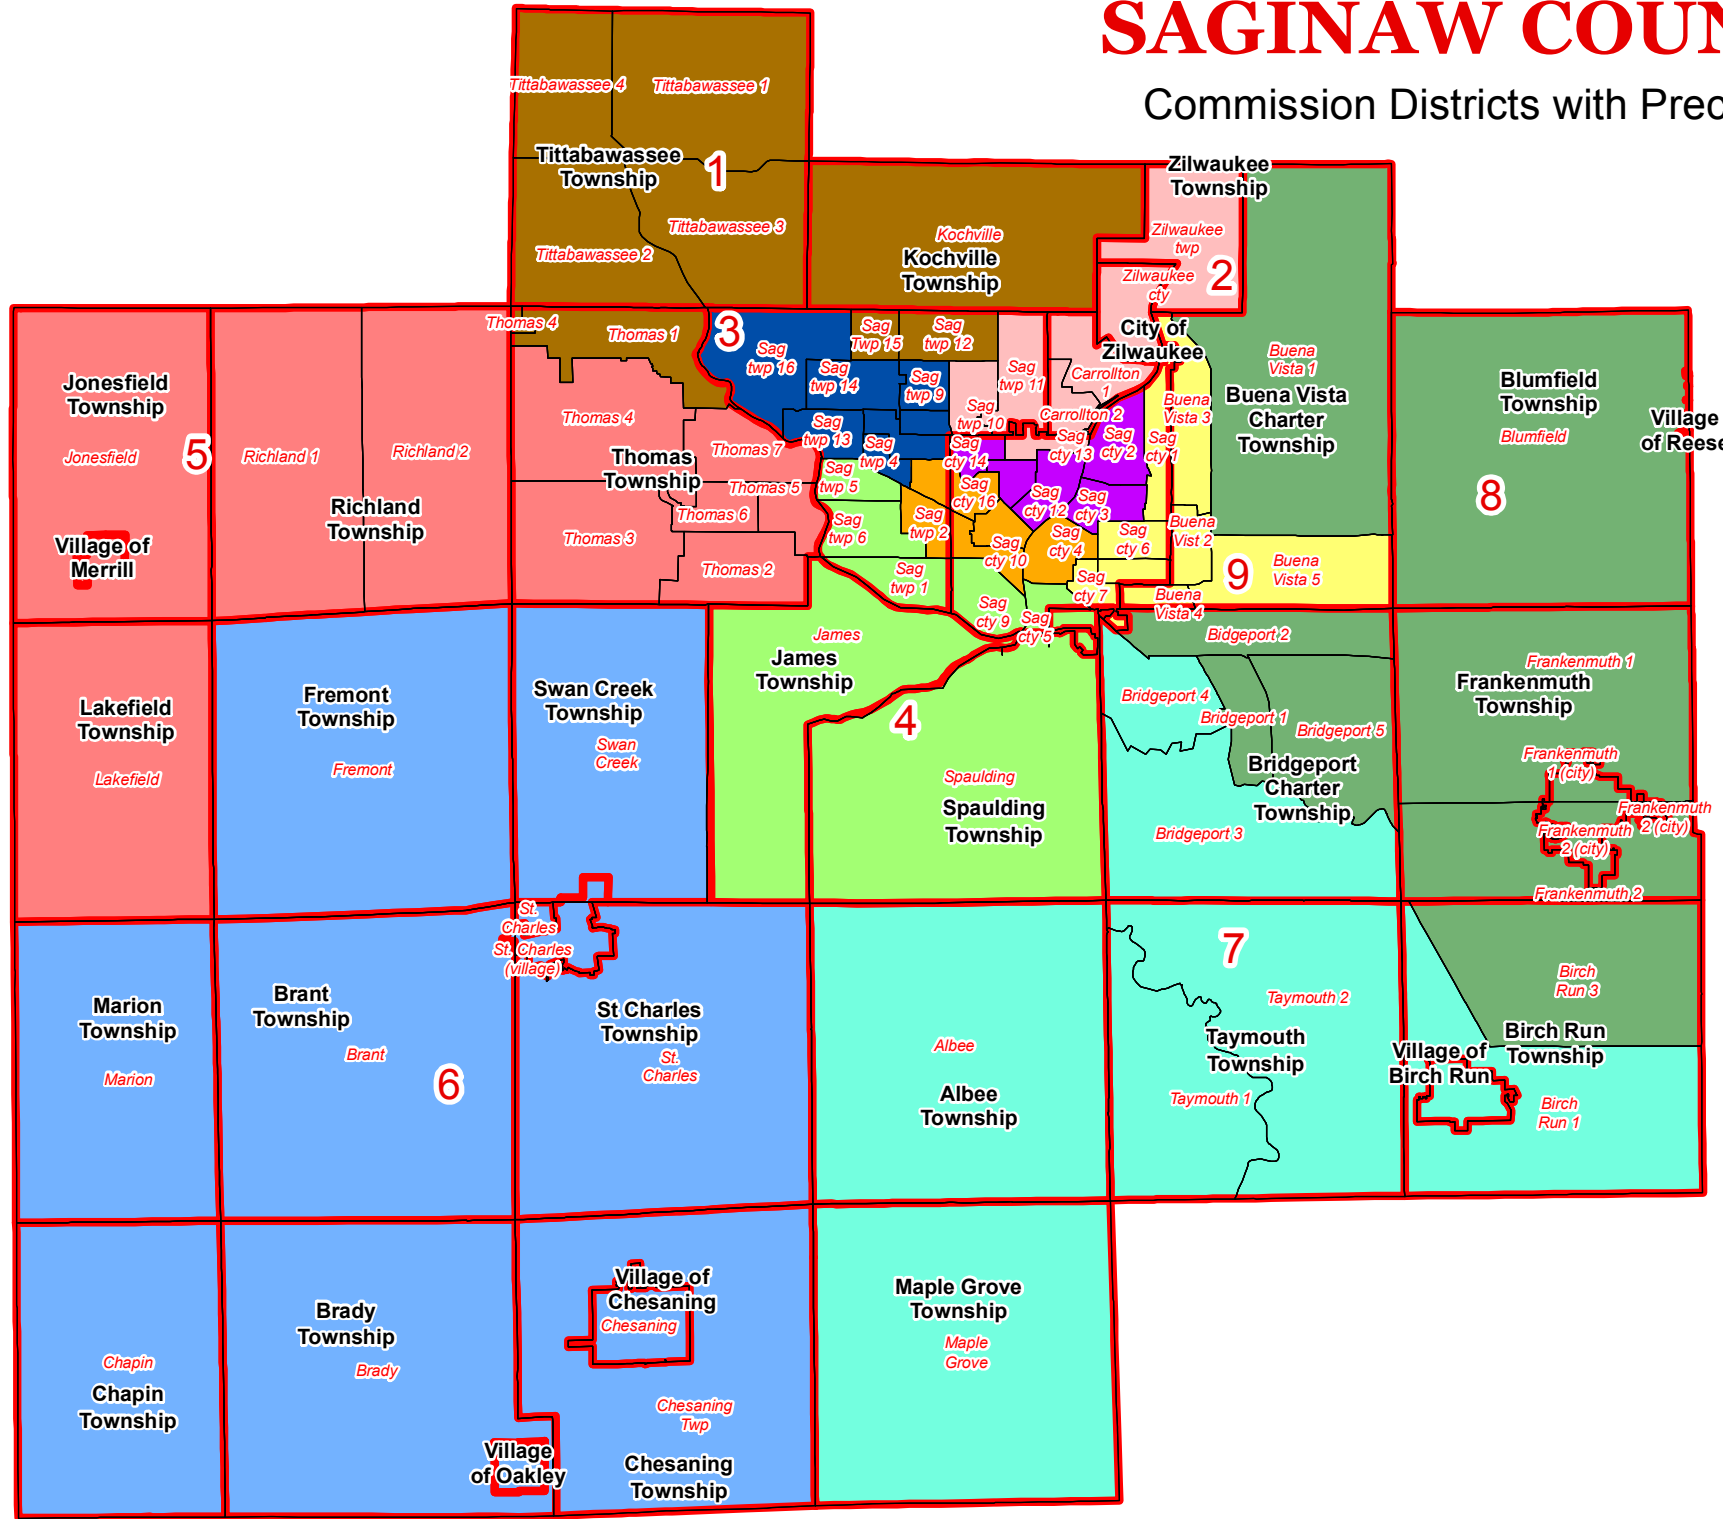 SAGINAW COUN
Commission Districts with Prec
Tittabawassee 4
Tittabawassee 1
Tittabawassee
Township
1
Tittabawassee 3
Tittabawassee 2
Kochville
Kochville
Township
Zilwaukee
Township
Zilwaukee
twp
2
Zilwaukee
cty
City of
Zilwaukee
Thomas 4
Thomas 1
3
Sag
twp 16
Sag
Twp 15
Sag
twp 12
Sag
twp 14
Sag
twp 9
Sag
twp 11
Carrollton
1
Carrollton 2
Sag
twp 10
Sag
twp 13
Sag
twp 4
Sag
cty 14
Sag
cty 13
Sag
cty 2
Sag
cty 1
Buena
Vista 3
Buena
Vista 1
Buena Vista
Charter
Township
Blumfield
Township
Blumfield
Village
of Reese
8
Jonesfield
Township
Jonesfield
5
Richland 1
Richland 2
Richland
Township
Village of
Merrill
Thomas 4
Thomas 7
Thomas
Township
Thomas 5
Thomas 6
Thomas 3
Thomas 2
Sag
twp 5
Sag
twp 6
Sag
twp 2
Sag
twp 1
Sag
cty 16
Sag
cty 12
Sag
cty 3
Sag
cty 10
Sag
cty 4
Sag
cty 6
Buena
Vist 2
9
Buena
Vista 5
Sag
cty 7
Buena
Vista 4
Sag
cty 9
Sag
cty 5
Bidgeport 2
James
James
Township
4
Lakefield
Township
Lakefield
Fremont
Township
Fremont
Swan Creek
Township
Swan
Creek
Spaulding
Spaulding
Township
Bridgeport 4
Bridgeport 1
Bridgeport 5
Bridgeport
Charter
Township
Bridgeport 3
Frankenmuth 1
Frankenmuth
Township
Frankenmuth
1 (city)
Frankenmuth
2 (city)
Frankenmuth
2 (city)
Frankenmuth 2
St.
Charles
St. Charles
(village)
Marion
Township
Marion
Brant
Township
Brant
6
St Charles
Township
St.
Charles
Albee
Albee
Township
7
Taymouth 2
Taymouth
Township
Taymouth 1
Birch
Run 3
Birch Run
Township
Village of
Birch Run
Birch
Run 1
Chapin
Chapin
Township
Brady
Township
Brady
Village of
Chesaning
Chesaning
Chesaning
Twp
Chesaning
Township
Village
of Oakley
Maple Grove
Township
Maple
Grove